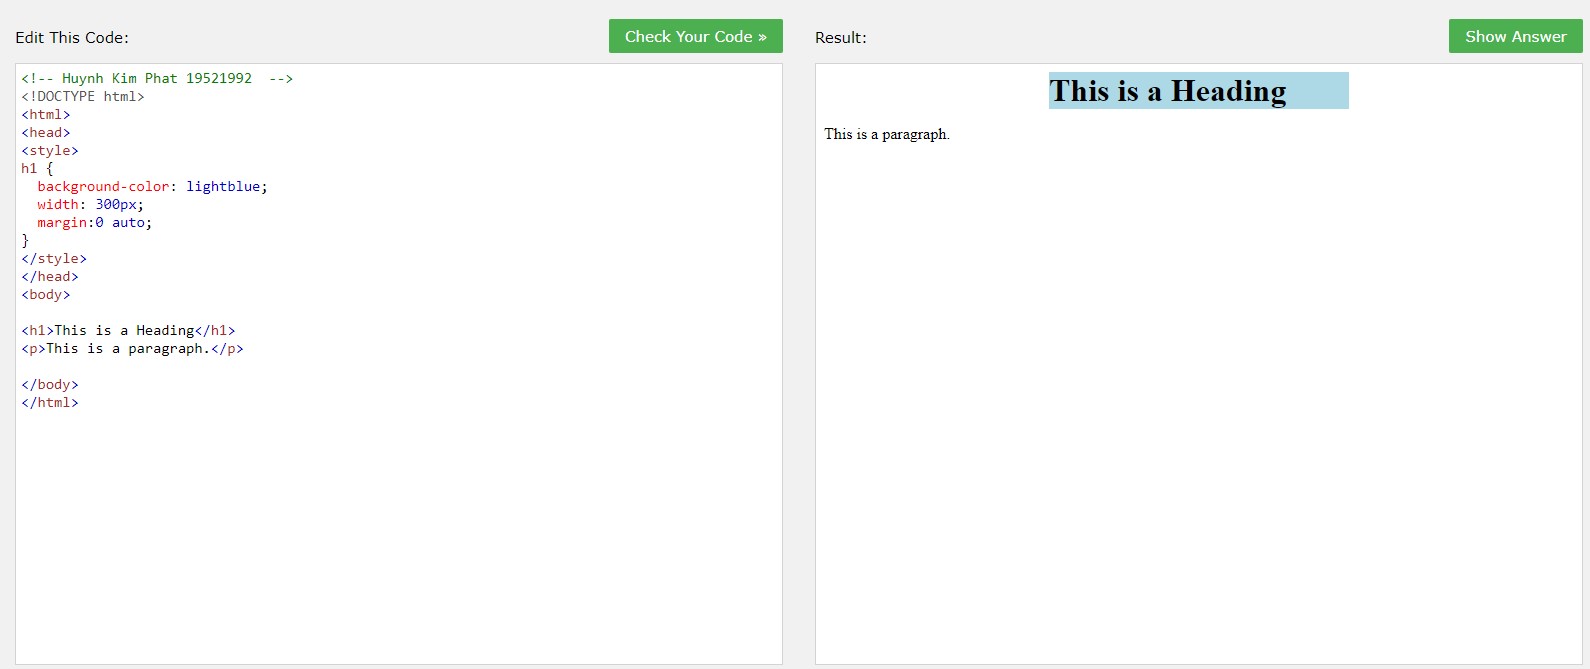 Edit This Code:
Check Your Code »
<!-- Huynh Kim Phat 19521992  -->
<!DOCTYPE html>
<html>
<head>
<style>
h1 {
  background-color: lightblue;
  width: 300px;
  margin:0 auto;
}
</style>
</head>
<body>

<h1>This is a Heading</h1>
<p>This is a paragraph.</p>

</body>
</html>
Result:
Show Answer
This is a Heading
This is a paragraph.